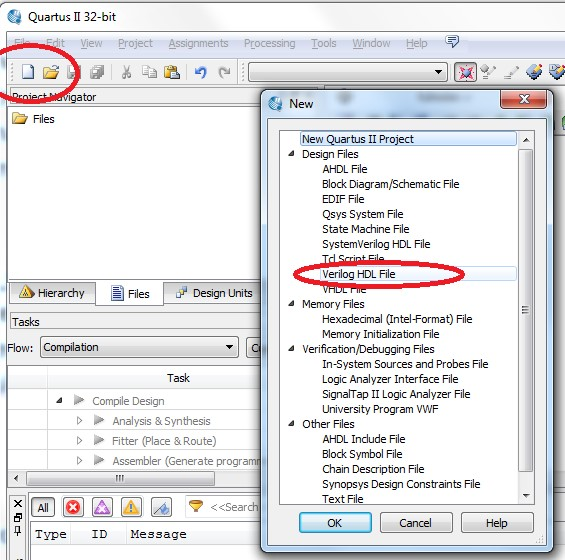 Quartus II 32-bit
File Edit View Project Assignments Processing Tools Window Help
Project Navigator
Files
Hierarchy Files Design Units
Tasks
Flow: Compilation
Task
Compile Design
Analysis & Synthesis
Fitter (Place & Route)
Assembler (Generate programm
All <<Search
Type ID Message
New
New Quartus II Project
Design Files
AHDL File
Block Diagram/Schematic File
EDIF File
Qsys System File
State Machine File
SystemVerilog HDL File
Tcl Script File
Verilog HDL File
VHDL File
Memory Files
Hexadecimal (Intel-Format) File
Memory Initialization File
Verification/Debugging Files
In-System Sources and Probes File
Logic Analyzer Interface File
SignalTap II Logic Analyzer File
University Program VWF
Other Files
AHDL Include File
Block Symbol File
Chain Description File
Synopsys Design Constraints File
Text File
OK Cancel Help